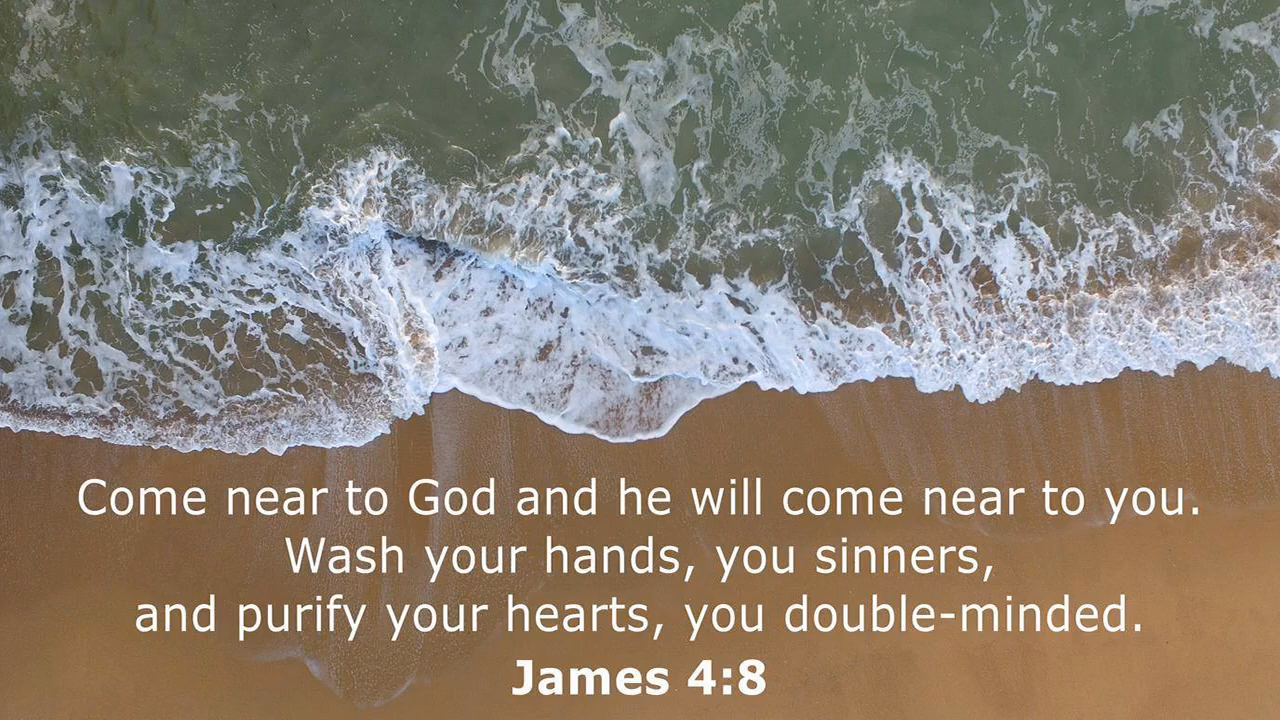 Come near to God and he will come near to you.
Wash your hands, you sinners,
and purify your hearts, you double-minded.
James 4:8